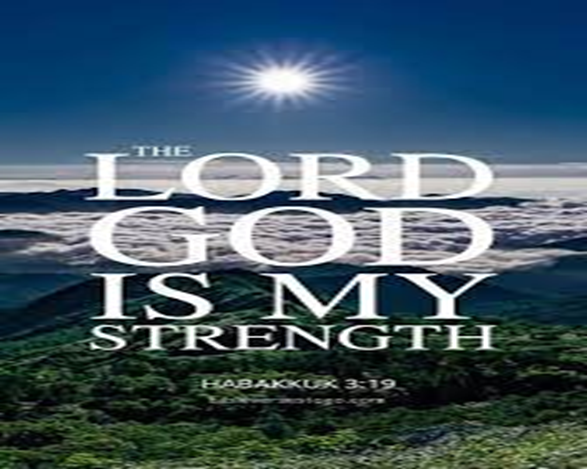 THE
LORD
GOD
IS MY
STRENGTH
HABAKKUK 3:19